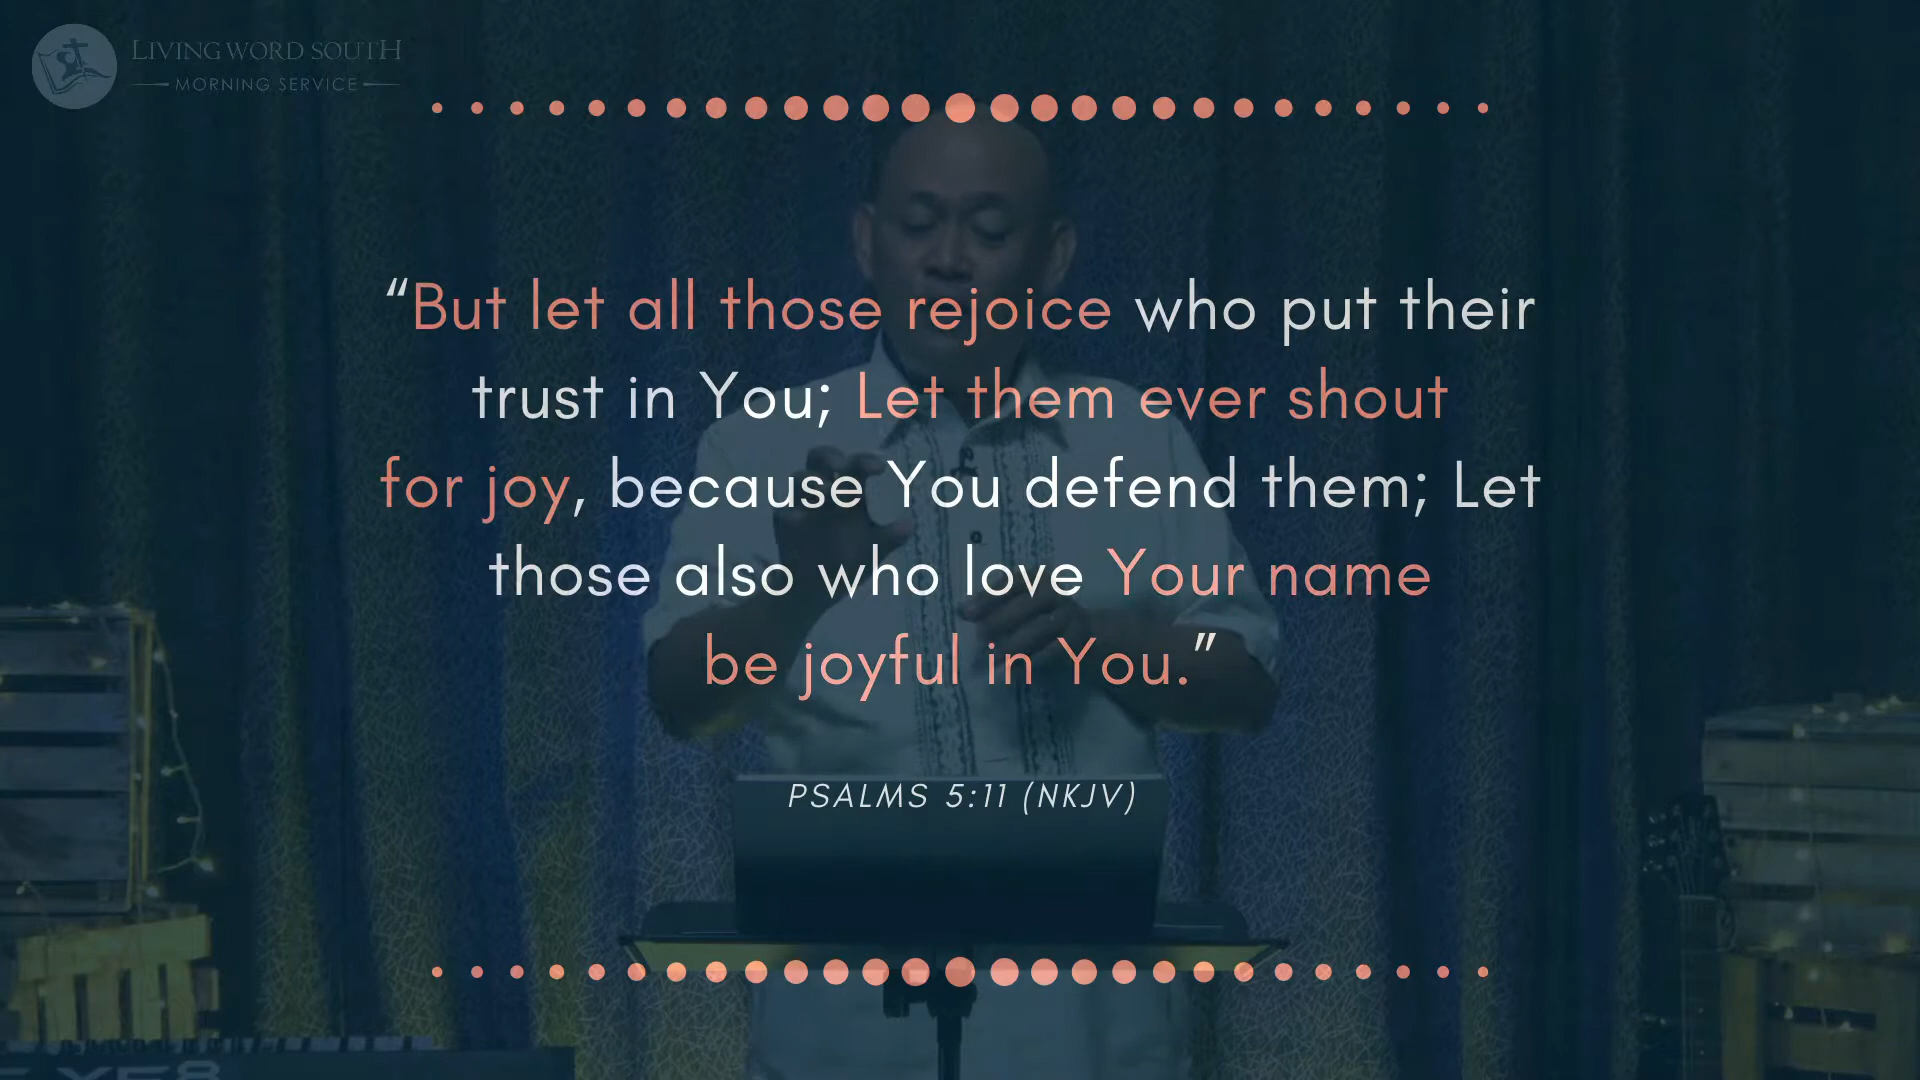 LIVING WORD SOUTH
MORNING SERVICE
“But let all those rejoice who put their
trust in You; Let them ever shout
for joy, because You defend them; Let
those also who love Your name
be joyful in You.”
PSALMS 5:11 (NKJV)